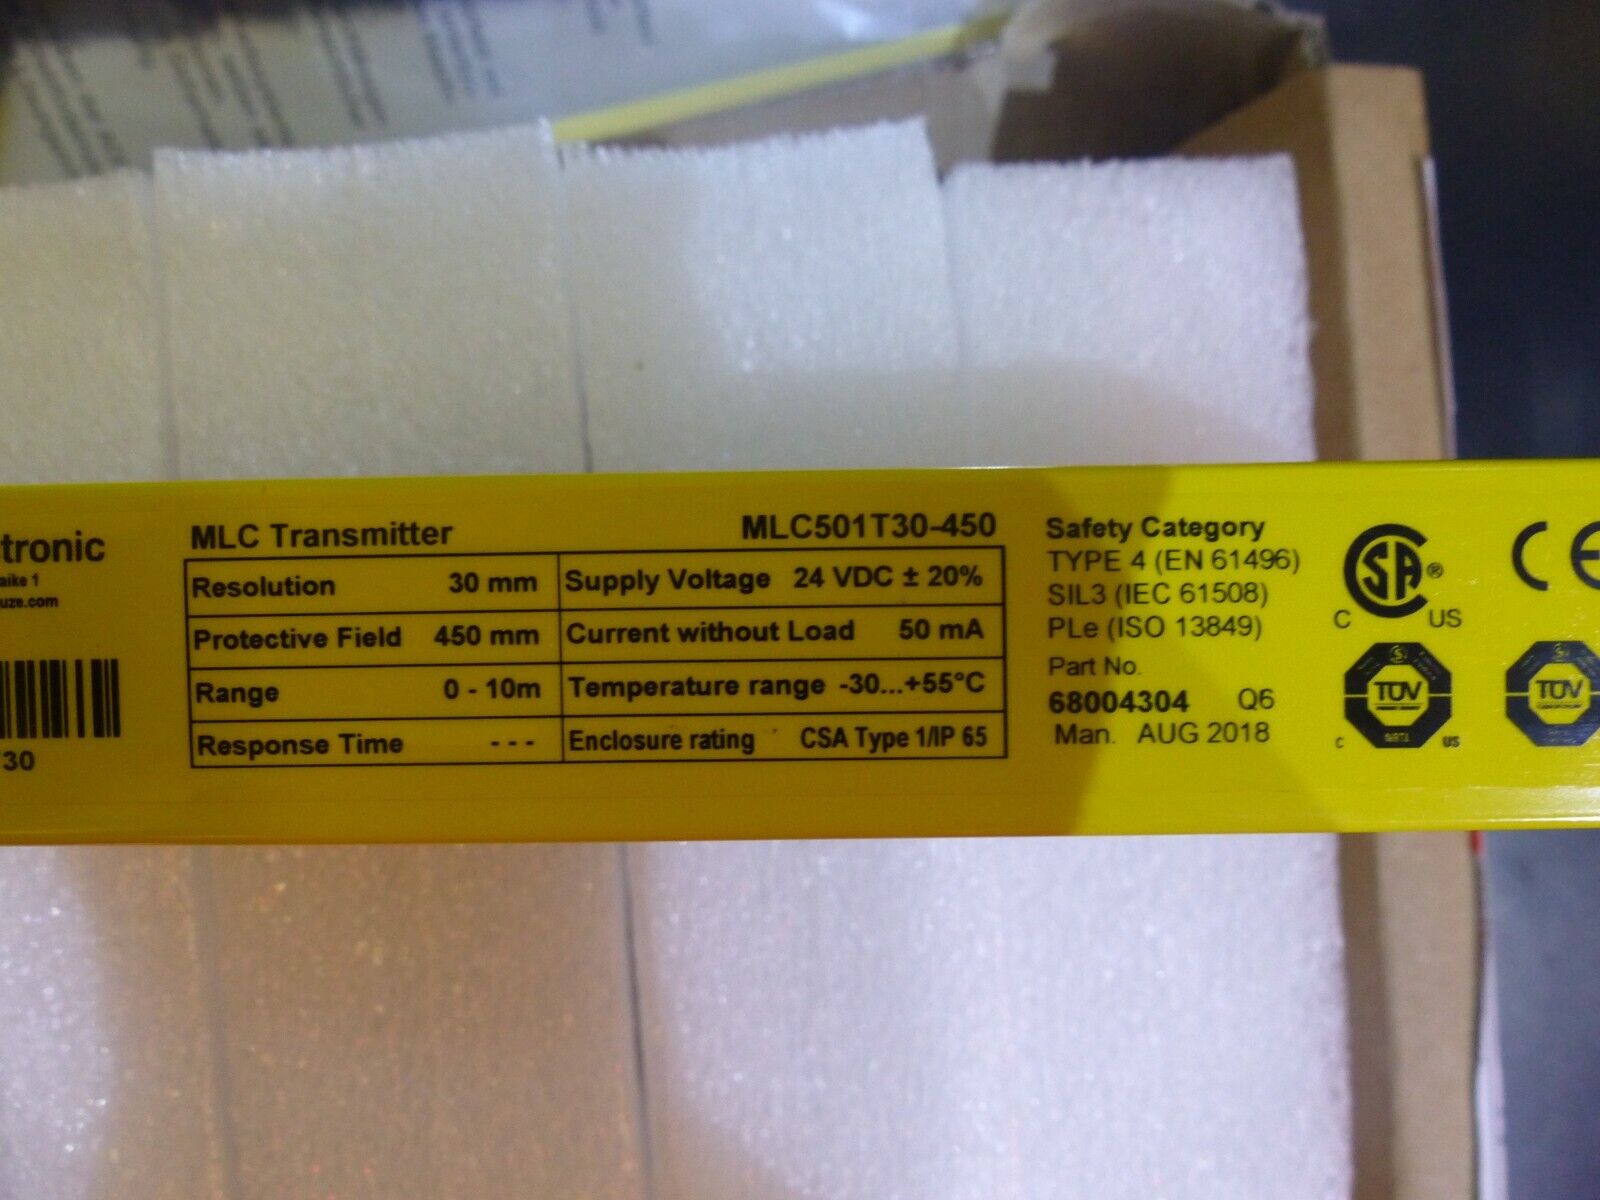 tronic
aike 1
uze.com
30
MLC Transmitter MLC501T30-450
Resolution 30 mm Supply Voltage 24 VDC ± 20%
Protective Field 450 mm Current without Load 50 mA
Range 0 - 10m Temperature range -30...+55°C
Response Time - - - Enclosure rating CSA Type 1/IP 65
Safety Category
TYPE 4 (EN 61496)
SIL3 (IEC 61508)
PLe (ISO 13849)
Part No.
68004304 Q6
Man. AUG 2018
CSA ®
C US
TÜV
C US
CE
TÜV